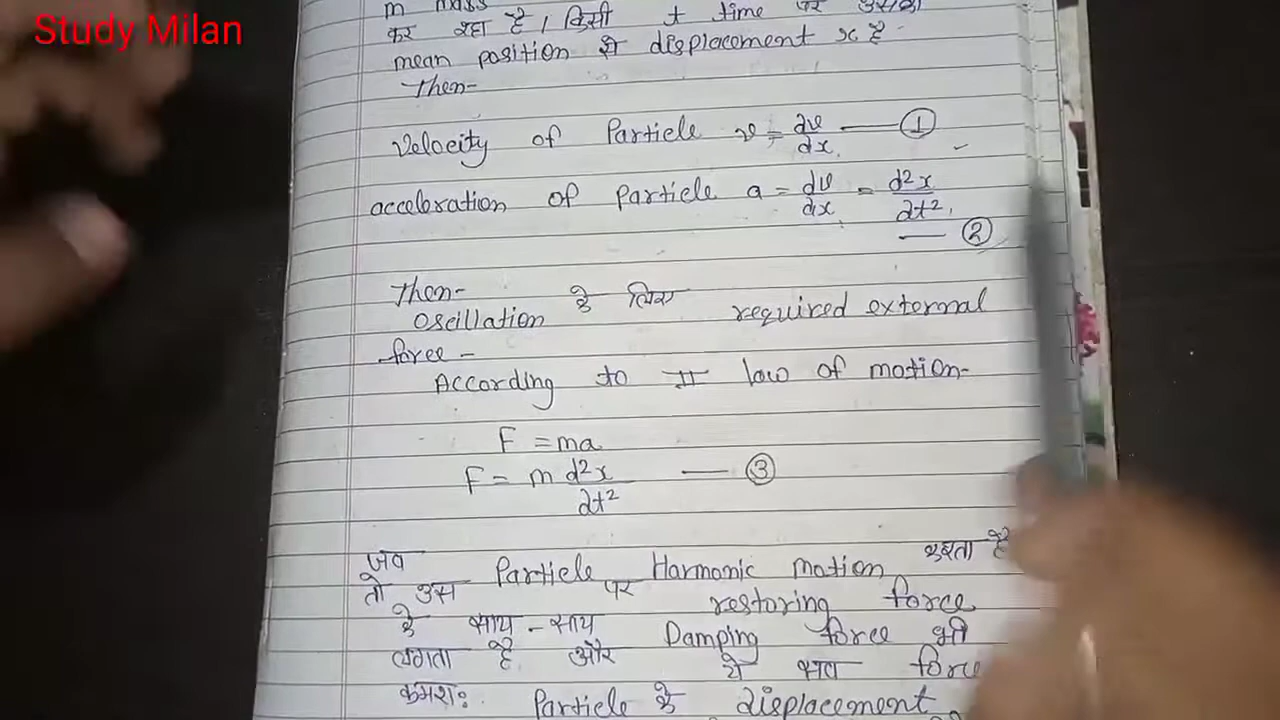 Study Milan
m mass
कर रहा है। किसी t time पर उसका
mean position से displacement x है
Then-
Velocity of Particle v = dv/dx — ①
acceleration of Particle a = dv/dx = d²x/dt²
— ②
Then-
Oscillation के लिए required external
force -
According to II law of motion-
F = ma
F = m d²x/dt² — ③
जब Particle Harmonic motion करता है
तो उस पर restoring force
के साथ-साथ Damping force भी
लगता है और ये सब force
क्रमशः Particle के displacement